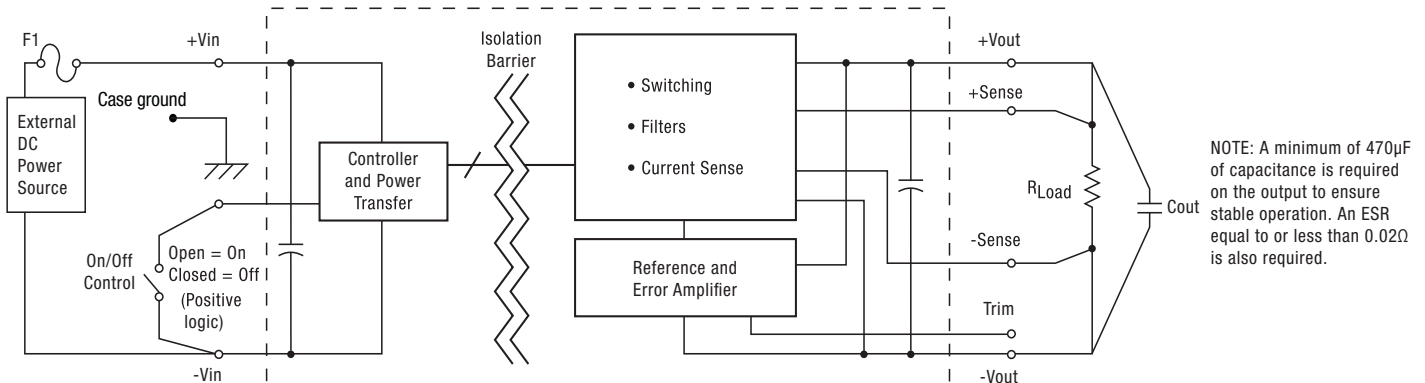 F1
+Vin
Case ground
External
DC
Power
Source
On/Off
Control
Open = On
Closed = Off
(Positive
logic)
-Vin
Controller
and Power
Transfer
Isolation
Barrier
• Switching
• Filters
• Current Sense
Reference and
Error Amplifier
+Vout
+Sense
RLoad
-Sense
Trim
-Vout
Cout
NOTE: A minimum of 470µF
of capacitance is required
on the output to ensure
stable operation. An ESR
equal to or less than 0.02Ω
is also required.